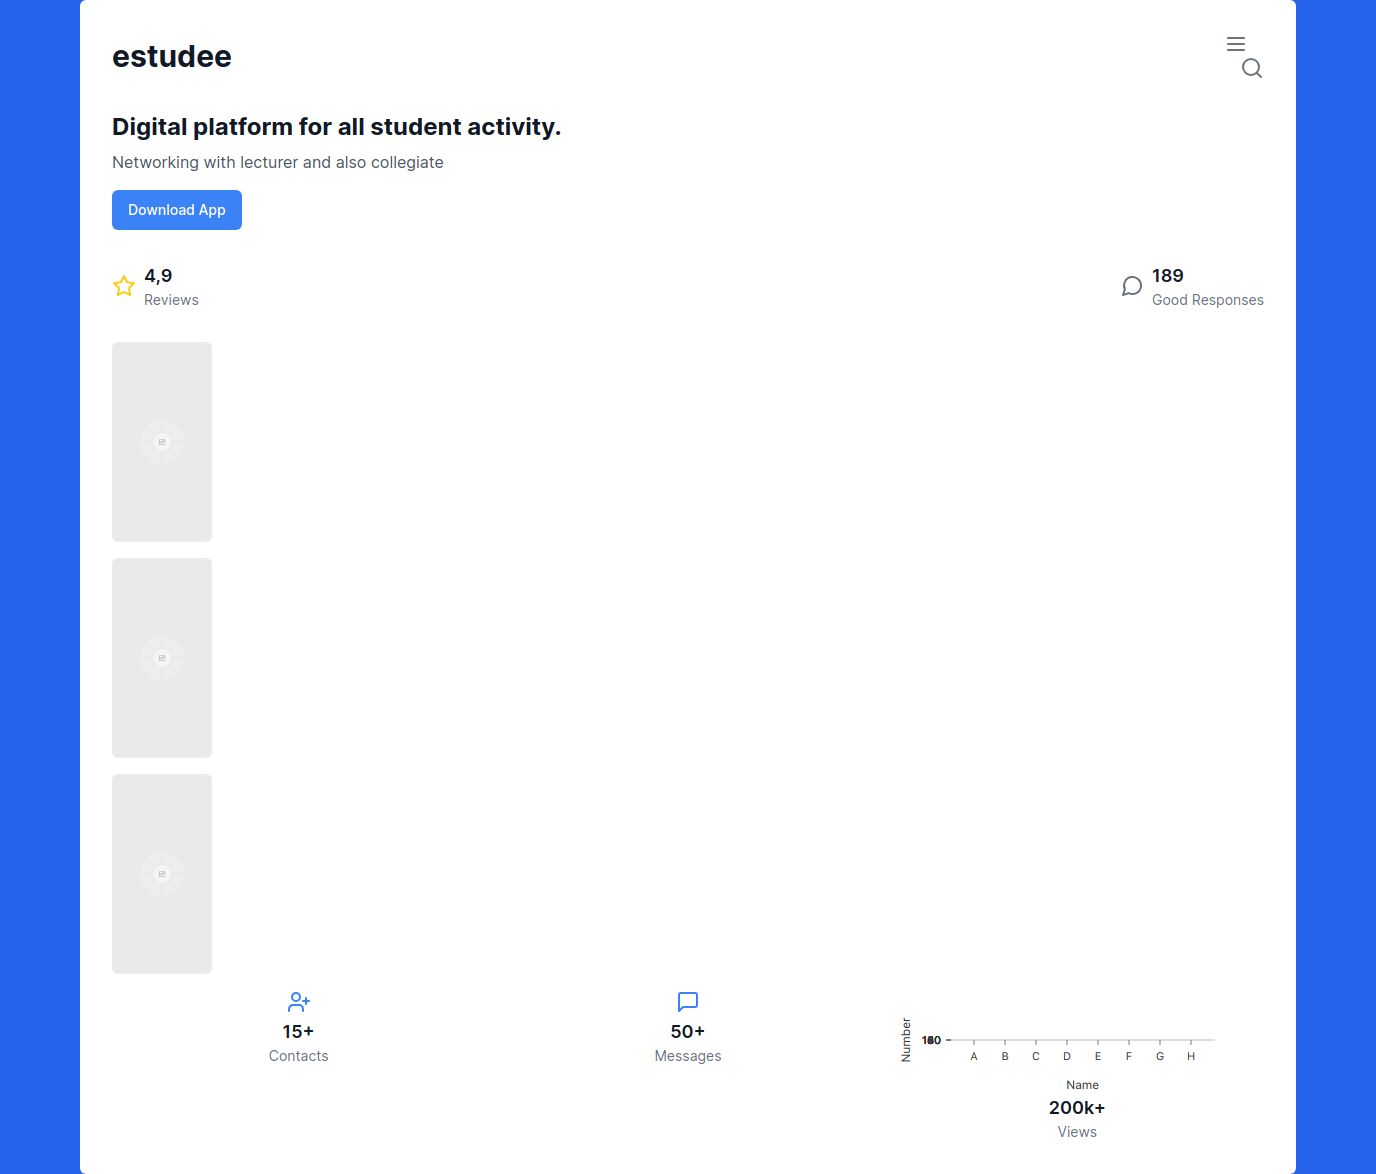 estudee
Digital platform for all student activity.
Networking with lecturer and also collegiate
Download App
4,9
Reviews
189
Good Responses
15+
Contacts
50+
Messages
Number
A B C D E F G H
Name
200k+
Views